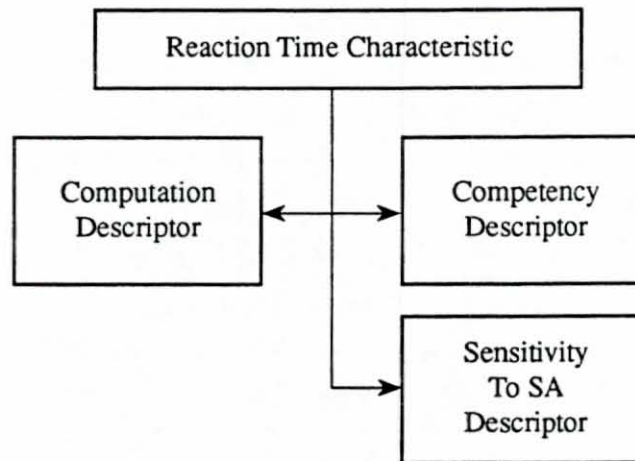 Reaction Time Characteristic
Computation
Descriptor
Competency
Descriptor
Sensitivity
To SA
Descriptor